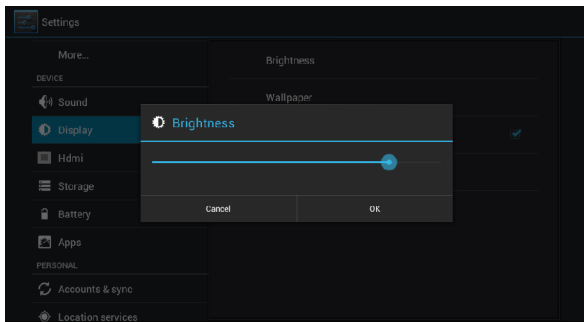 Settings
More...
DEVICE
Sound
Display
Hdmi
Storage
Battery
Apps
PERSONAL
Accounts & sync
Location services
Brightness
Wallpaper
Brightness
Cancel
OK